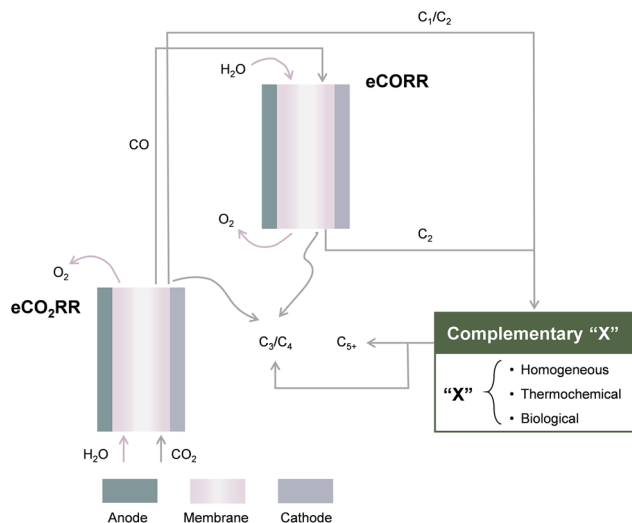 C₁/C₂
H₂O
eCORR
CO
O₂
C₂
O₂
eCO₂RR
C₃/C₄
C₅₊
Complementary “X”
“X”
• Homogeneous
• Thermochemical
• Biological
H₂O
CO₂
Anode
Membrane
Cathode